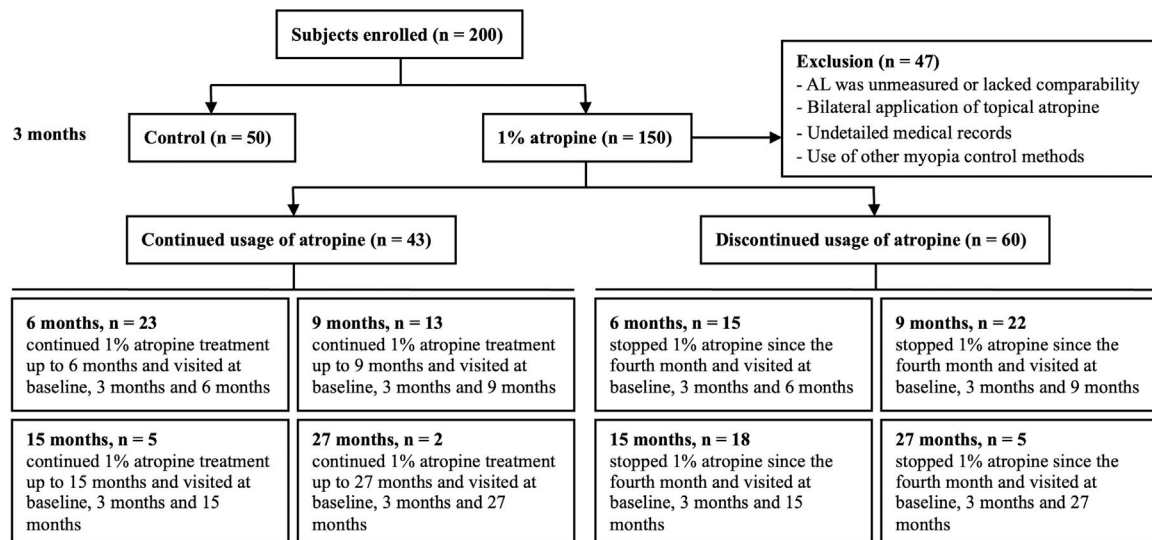 Subjects enrolled (n = 200)
Exclusion (n = 47)
- AL was unmeasured or lacked comparability
- Bilateral application of topical atropine
- Undetailed medical records
- Use of other myopia control methods
3 months
Control (n = 50)
1% atropine (n = 150)
Continued usage of atropine (n = 43)
Discontinued usage of atropine (n = 60)
6 months, n = 23
continued 1% atropine treatment
up to 6 months and visited at
baseline, 3 months and 6 months
9 months, n = 13
continued 1% atropine treatment
up to 9 months and visited at
baseline, 3 months and 9 months
6 months, n = 15
stopped 1% atropine since the
fourth month and visited at
baseline, 3 months and 6 months
9 months, n = 22
stopped 1% atropine since the
fourth month and visited at
baseline, 3 months and 9 months
15 months, n = 5
continued 1% atropine treatment
up to 15 months and visited at
baseline, 3 months and 15
months
27 months, n = 2
continued 1% atropine treatment
up to 27 months and visited at
baseline, 3 months and 27
months
15 months, n = 18
stopped 1% atropine since the
fourth month and visited at
baseline, 3 months and 15
months
27 months, n = 5
stopped 1% atropine since the
fourth month and visited at
baseline, 3 months and 27
months